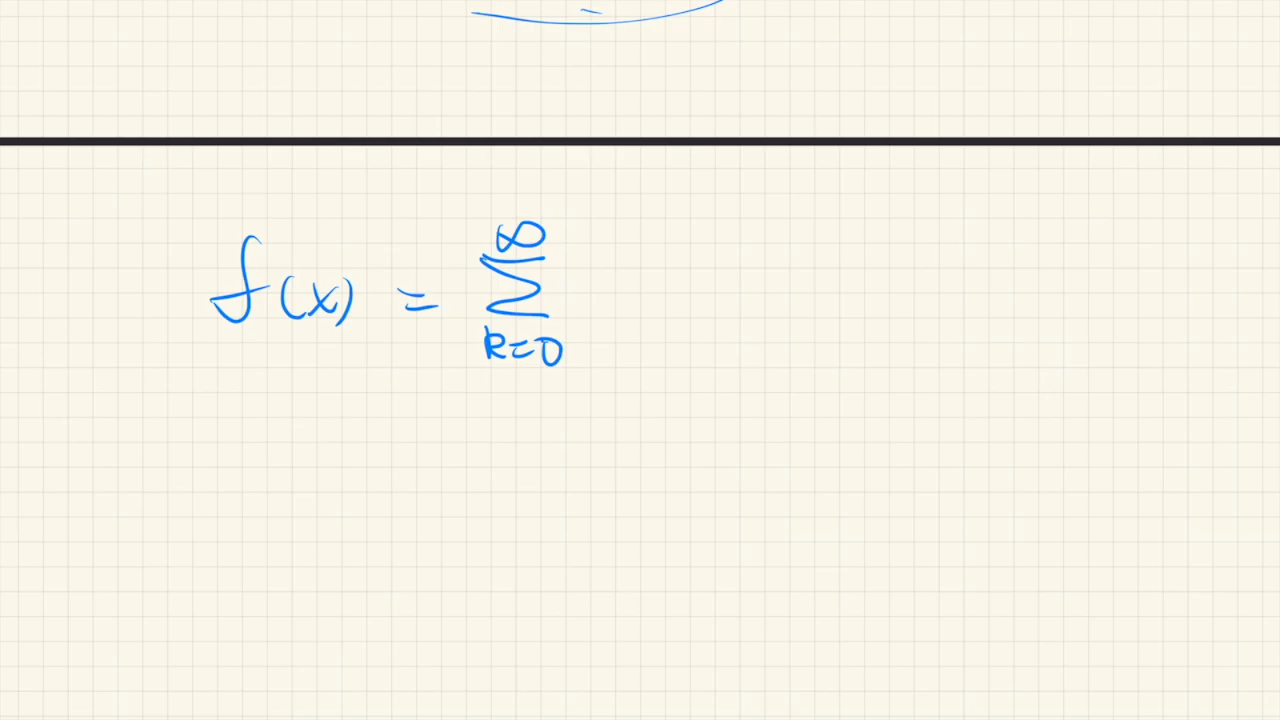 f(x) = ∑_{k=0}^{∞}